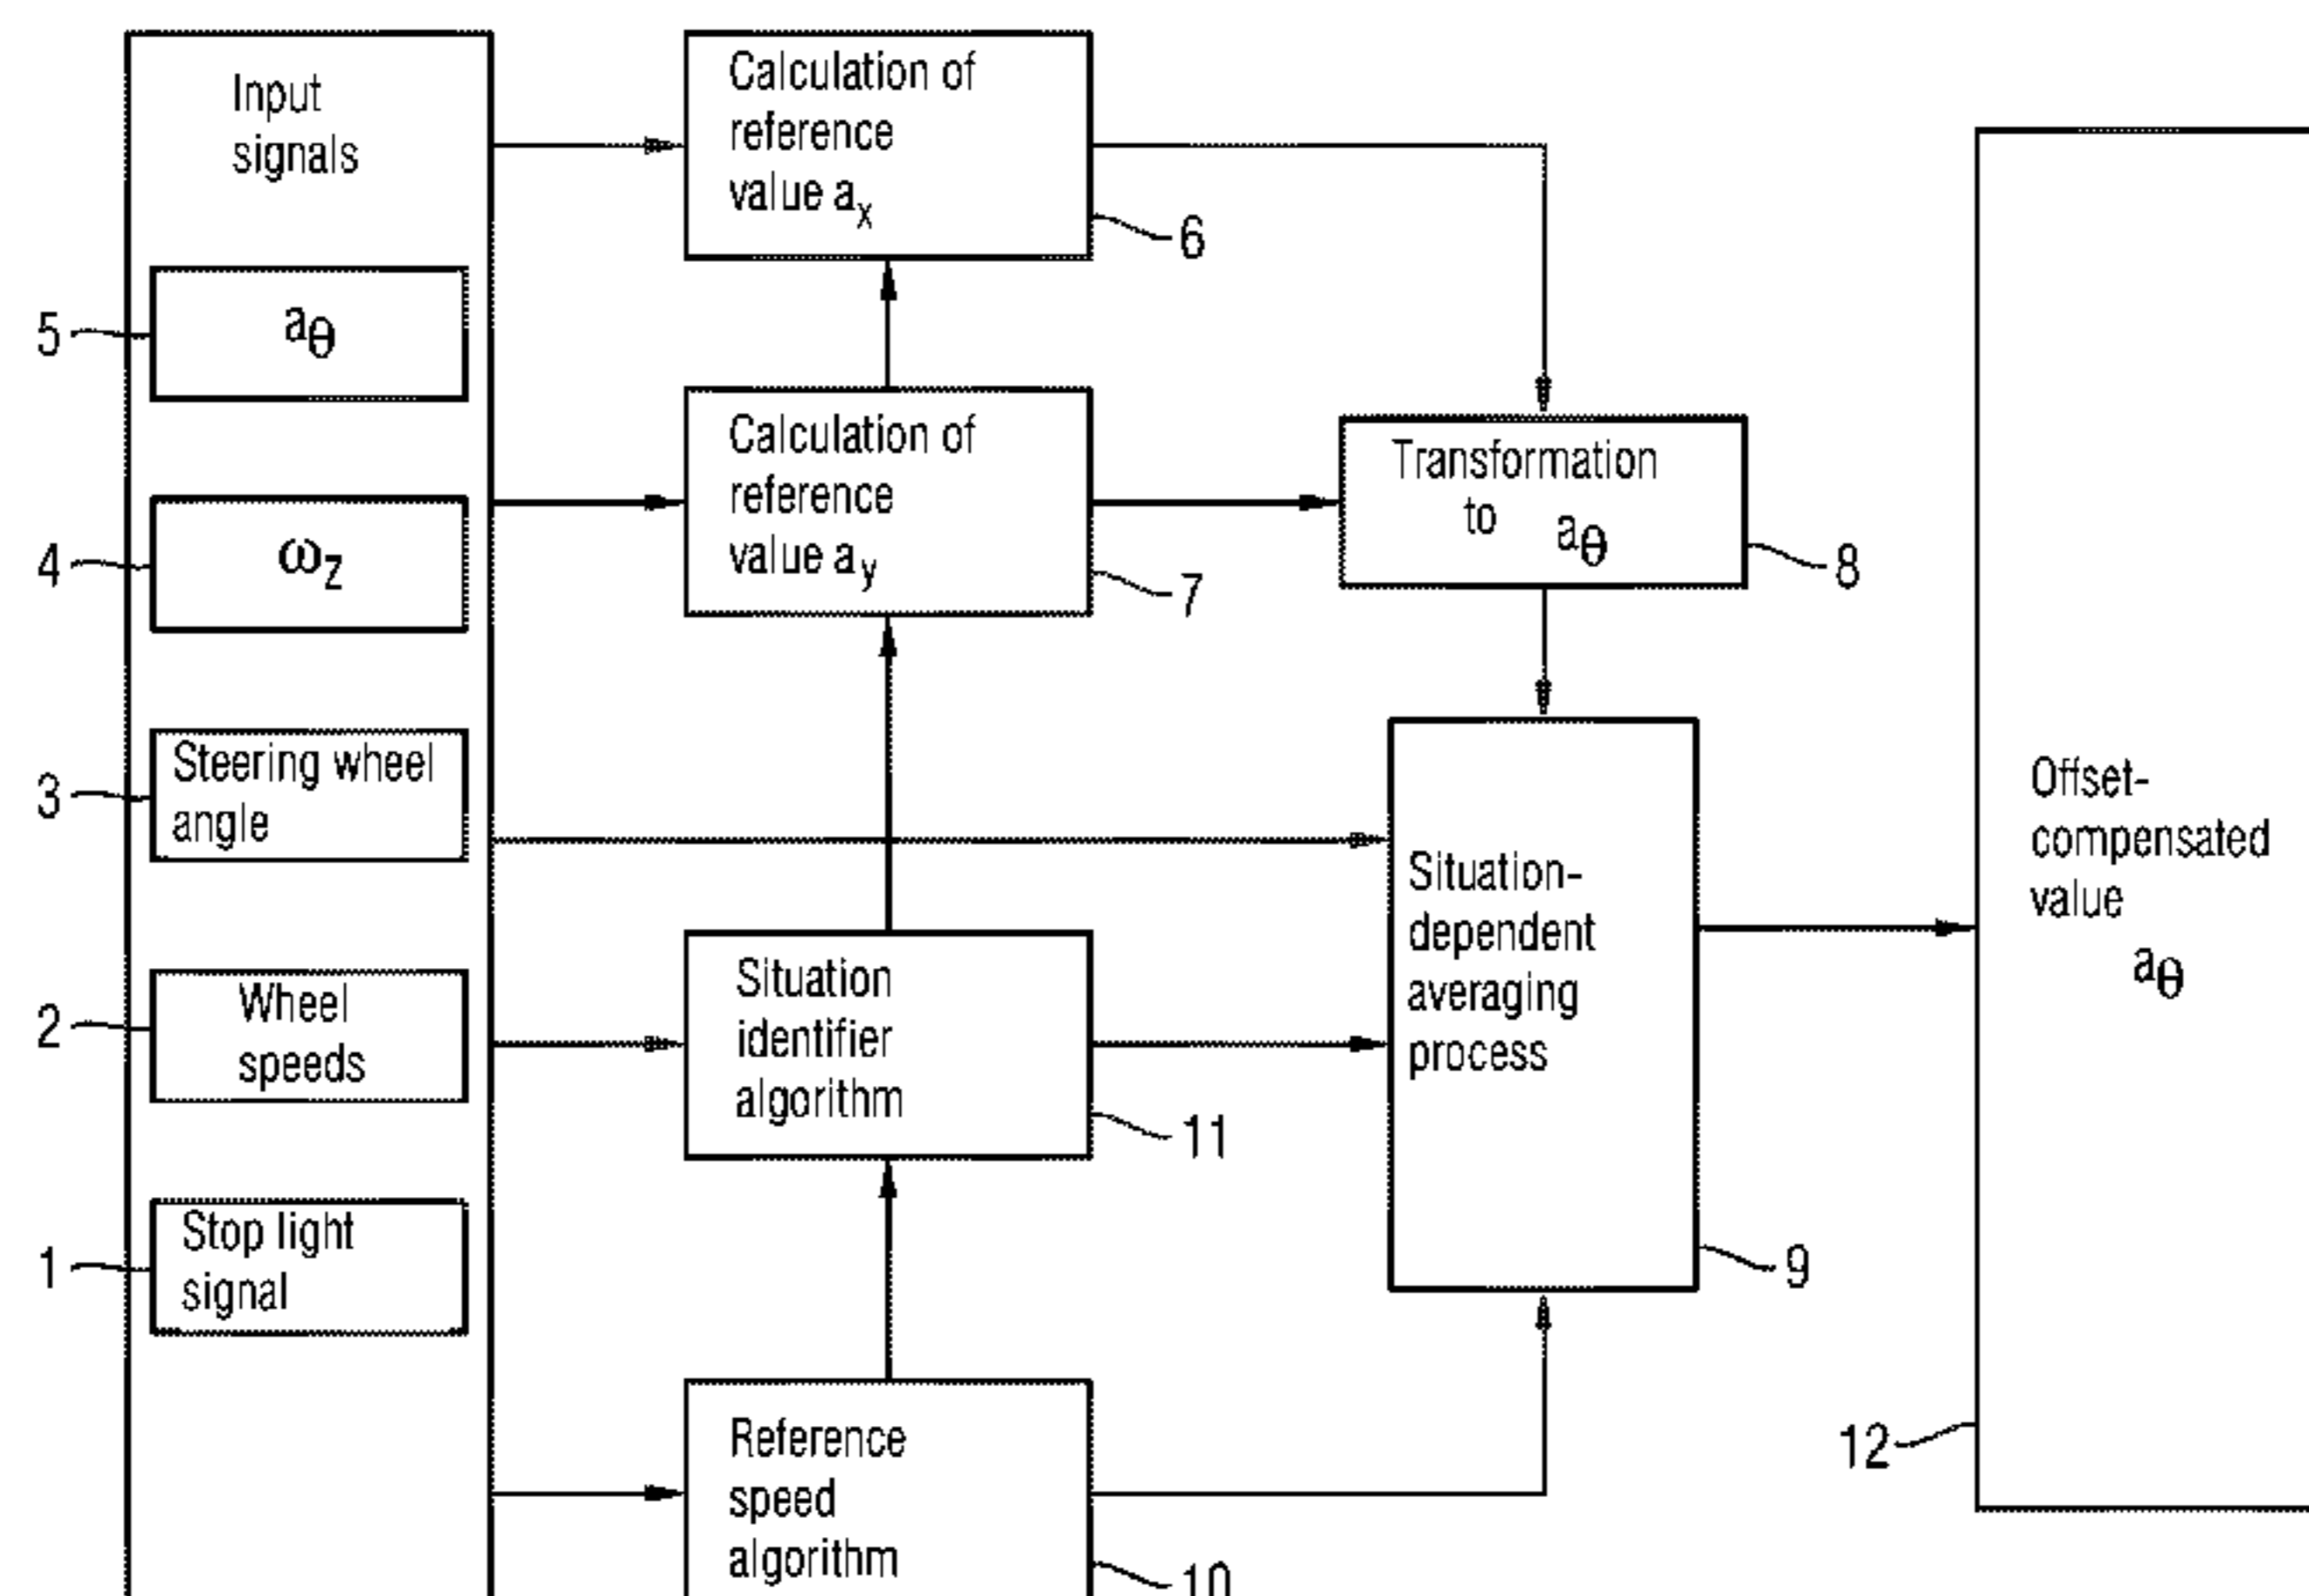 Input
signals
5
aθ
4
ωz
3
Steering wheel
angle
2
Wheel
speeds
1
Stop light
signal
Calculation of
reference
value ax
6
Calculation of
reference
value ay
7
Situation
identifier
algorithm
11
Reference
speed
algorithm
10
Transformation
to aθ
8
Situation-
dependent
averaging
process
9
Offset-
compensated
value
aθ
12